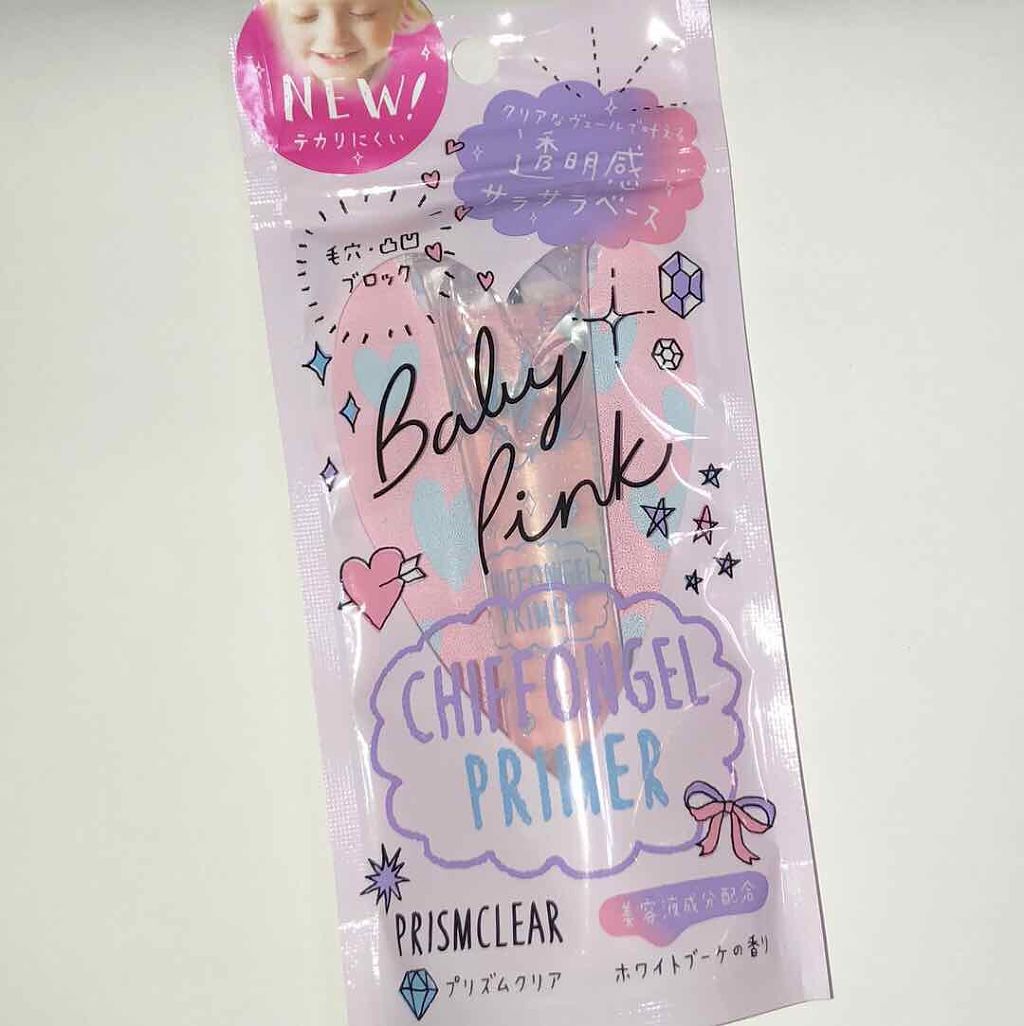 NEW!
テカリにくい
クリアなヴェールで叶える
透明感
サラサラベース
毛穴・凸凹
ブロック
Baby
Pink
CHIFFONGEL
PRIMER
CHIFFONGEL
PRIMER
PRISMCLEAR
プリズムクリア
美容液成分配合
ホワイトブーケの香り